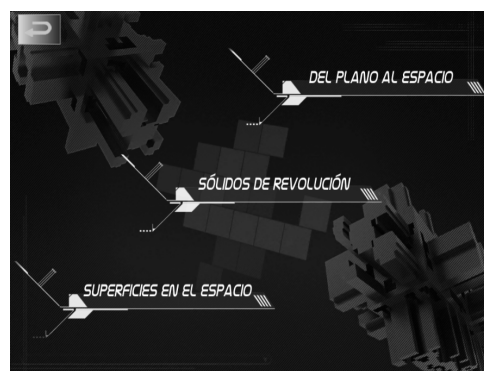 DEL PLANO AL ESPACIO
SÓLIDOS DE REVOLUCIÓN
SUPERFICIES EN EL ESPACIO